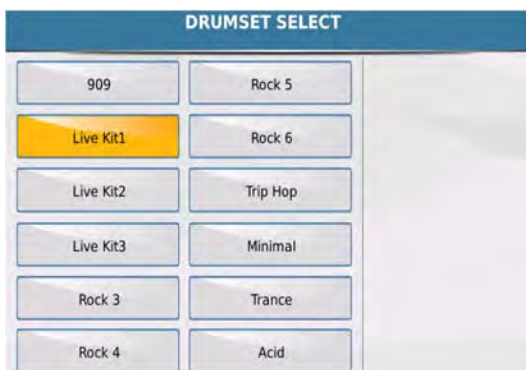 DRUMSET SELECT
909
Rock 5
Live Kit1
Rock 6
Live Kit2
Trip Hop
Live Kit3
Minimal
Rock 3
Trance
Rock 4
Acid